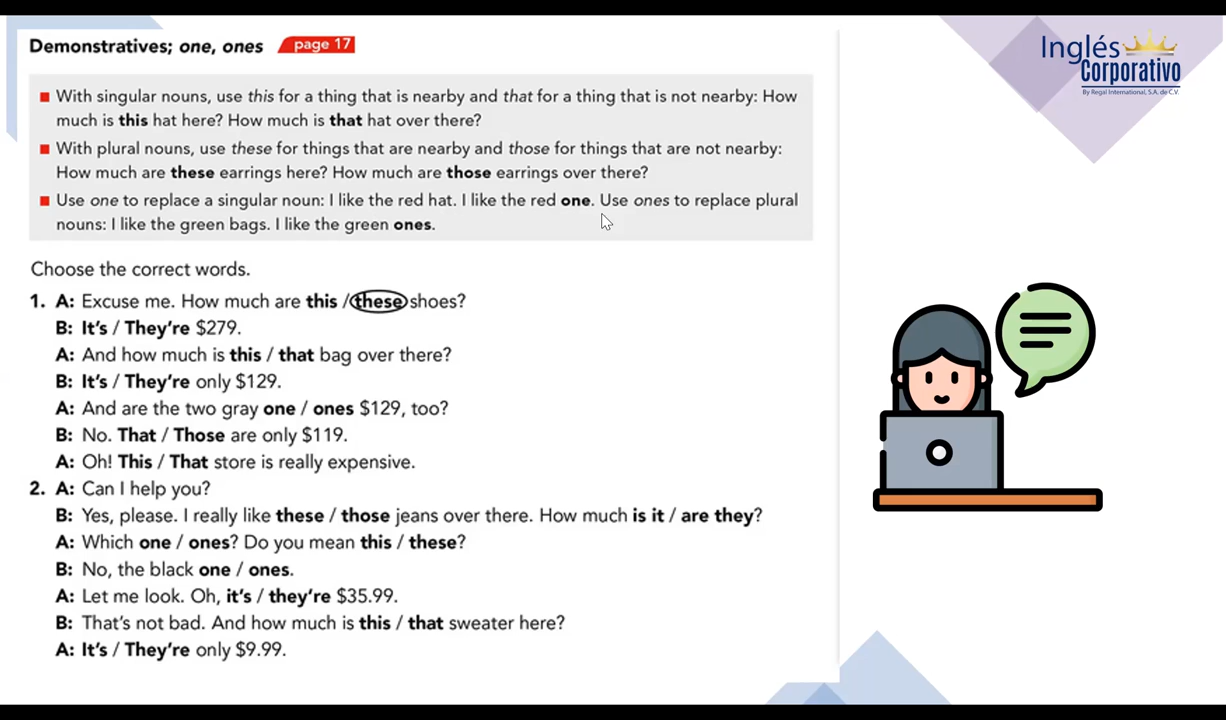 Demonstratives; one, ones page 17
Inglés
Corporativo
By Regal International, S.A. de C.V.
■ With singular nouns, use this for a thing that is nearby and that for a thing that is not nearby: How
much is this hat here? How much is that hat over there?
■ With plural nouns, use these for things that are nearby and those for things that are not nearby:
How much are these earrings here? How much are those earrings over there?
■ Use one to replace a singular noun: I like the red hat. I like the red one. Use ones to replace plural
nouns: I like the green bags. I like the green ones.
Choose the correct words.
1. A: Excuse me. How much are this / these shoes?
B: It's / They're $279.
A: And how much is this / that bag over there?
B: It's / They're only $129.
A: And are the two gray one / ones $129, too?
B: No. That / Those are only $119.
A: Oh! This / That store is really expensive.
2. A: Can I help you?
B: Yes, please. I really like these / those jeans over there. How much is it / are they?
A: Which one / ones? Do you mean this / these?
B: No, the black one / ones.
A: Let me look. Oh, it's / they're $35.99.
B: That's not bad. And how much is this / that sweater here?
A: It's / They're only $9.99.